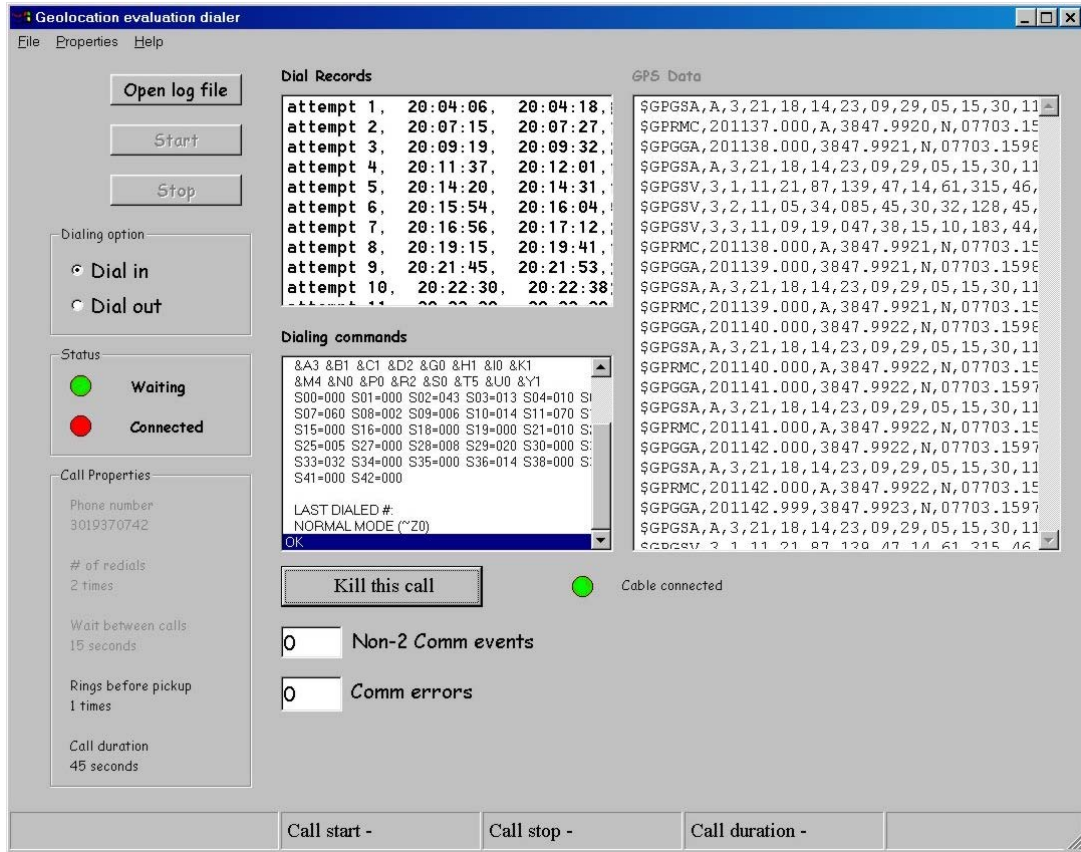 Geolocation evaluation dialer
File Properties Help
Open log file
Start
Stop
Dialing option
Dial in
Dial out
Status
Waiting
Connected
Call Properties
Phone number
3019370742
# of redials
2 times
Wait between calls
15 seconds
Rings before pickup
1 times
Call duration
45 seconds
Dial Records
attempt 1, 20:04:06, 20:04:18,
attempt 2, 20:07:15, 20:07:27,
attempt 3, 20:09:19, 20:09:32,
attempt 4, 20:11:37, 20:12:01,
attempt 5, 20:14:20, 20:14:31,
attempt 6, 20:15:54, 20:16:04,
attempt 7, 20:16:56, 20:17:12,
attempt 8, 20:19:15, 20:19:41,
attempt 9, 20:21:45, 20:21:53,
attempt 10, 20:22:30, 20:22:38
Dialing commands
&A3 &B1 &C1 &D2 &G0 &H1 &I0 &K1
&M4 &N0 &P0 &R2 &S0 &T5 &U0 &Y1
S00=000 S01=000 S02=043 S03=013 S04=010
S07=060 S08=002 S09=006 S10=014 S11=070
S15=000 S16=000 S18=000 S19=000 S21=010
S25=005 S27=000 S28=008 S29=020 S30=000
S33=032 S34=000 S35=000 S36=014 S38=000
S41=000 S42=000
LAST DIALED #:
NORMAL MODE (~Z0)
OK
Kill this call
Cable connected
0 Non-2 Comm events
0 Comm errors
GPS Data
$GPGSA,A,3,21,18,14,23,09,29,05,15,30,11
$GPRMC,201137.000,A,3847.9920,N,07703.15
$GPGGA,201138.000,3847.9921,N,07703.1598
$GPGSA,A,3,21,18,14,23,09,29,05,15,30,11
$GPGSV,3,1,11,21,87,139,47,14,61,315,46,
$GPGSV,3,2,11,05,34,085,45,30,32,128,45,
$GPGSV,3,3,11,09,19,047,38,15,10,183,44,
$GPRMC,201138.000,A,3847.9921,N,07703.15
$GPGGA,201139.000,3847.9921,N,07703.1598
$GPGSA,A,3,21,18,14,23,09,29,05,15,30,11
$GPRMC,201139.000,A,3847.9921,N,07703.15
$GPGGA,201140.000,3847.9922,N,07703.1598
$GPGSA,A,3,21,18,14,23,09,29,05,15,30,11
$GPRMC,201140.000,A,3847.9922,N,07703.15
$GPGGA,201141.000,3847.9922,N,07703.1597
$GPGSA,A,3,21,18,14,23,09,29,05,15,30,11
$GPRMC,201141.000,A,3847.9922,N,07703.15
$GPGGA,201142.000,3847.9922,N,07703.1597
$GPGSA,A,3,21,18,14,23,09,29,05,15,30,11
$GPRMC,201142.000,A,3847.9922,N,07703.15
$GPGGA,201142.999,3847.9923,N,07703.1597
$GPGSA,A,3,21,18,14,23,09,29,05,15,30,11
$GPGSV,3,1,11,21,87,139,47,14,61,315,46
Call start -
Call stop -
Call duration -